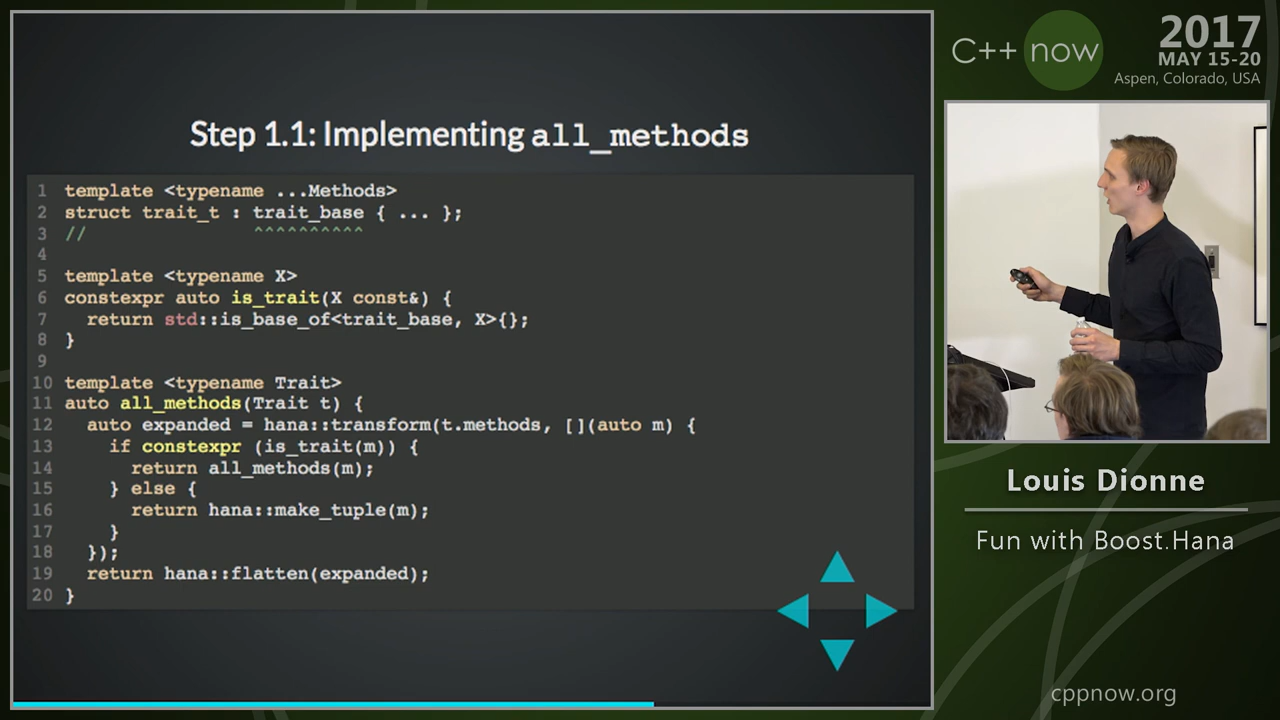 Step 1.1: Implementing all_methods
1 template <typename ...Methods>
2 struct trait_t : trait_base { ... };
3 //                 ^^^^^^^^^^
4
5 template <typename X>
6 constexpr auto is_trait(X const&) {
7   return std::is_base_of<trait_base, X>{};
8 }
9
10 template <typename Trait>
11 auto all_methods(Trait t) {
12   auto expanded = hana::transform(t.methods, [](auto m) {
13     if constexpr (is_trait(m)) {
14       return all_methods(m);
15     } else {
16       return hana::make_tuple(m);
17     }
18   });
19   return hana::flatten(expanded);
20 }
C++ now
2017
MAY 15-20
Aspen, Colorado, USA
Louis Dionne
Fun with Boost.Hana
cppnow.org